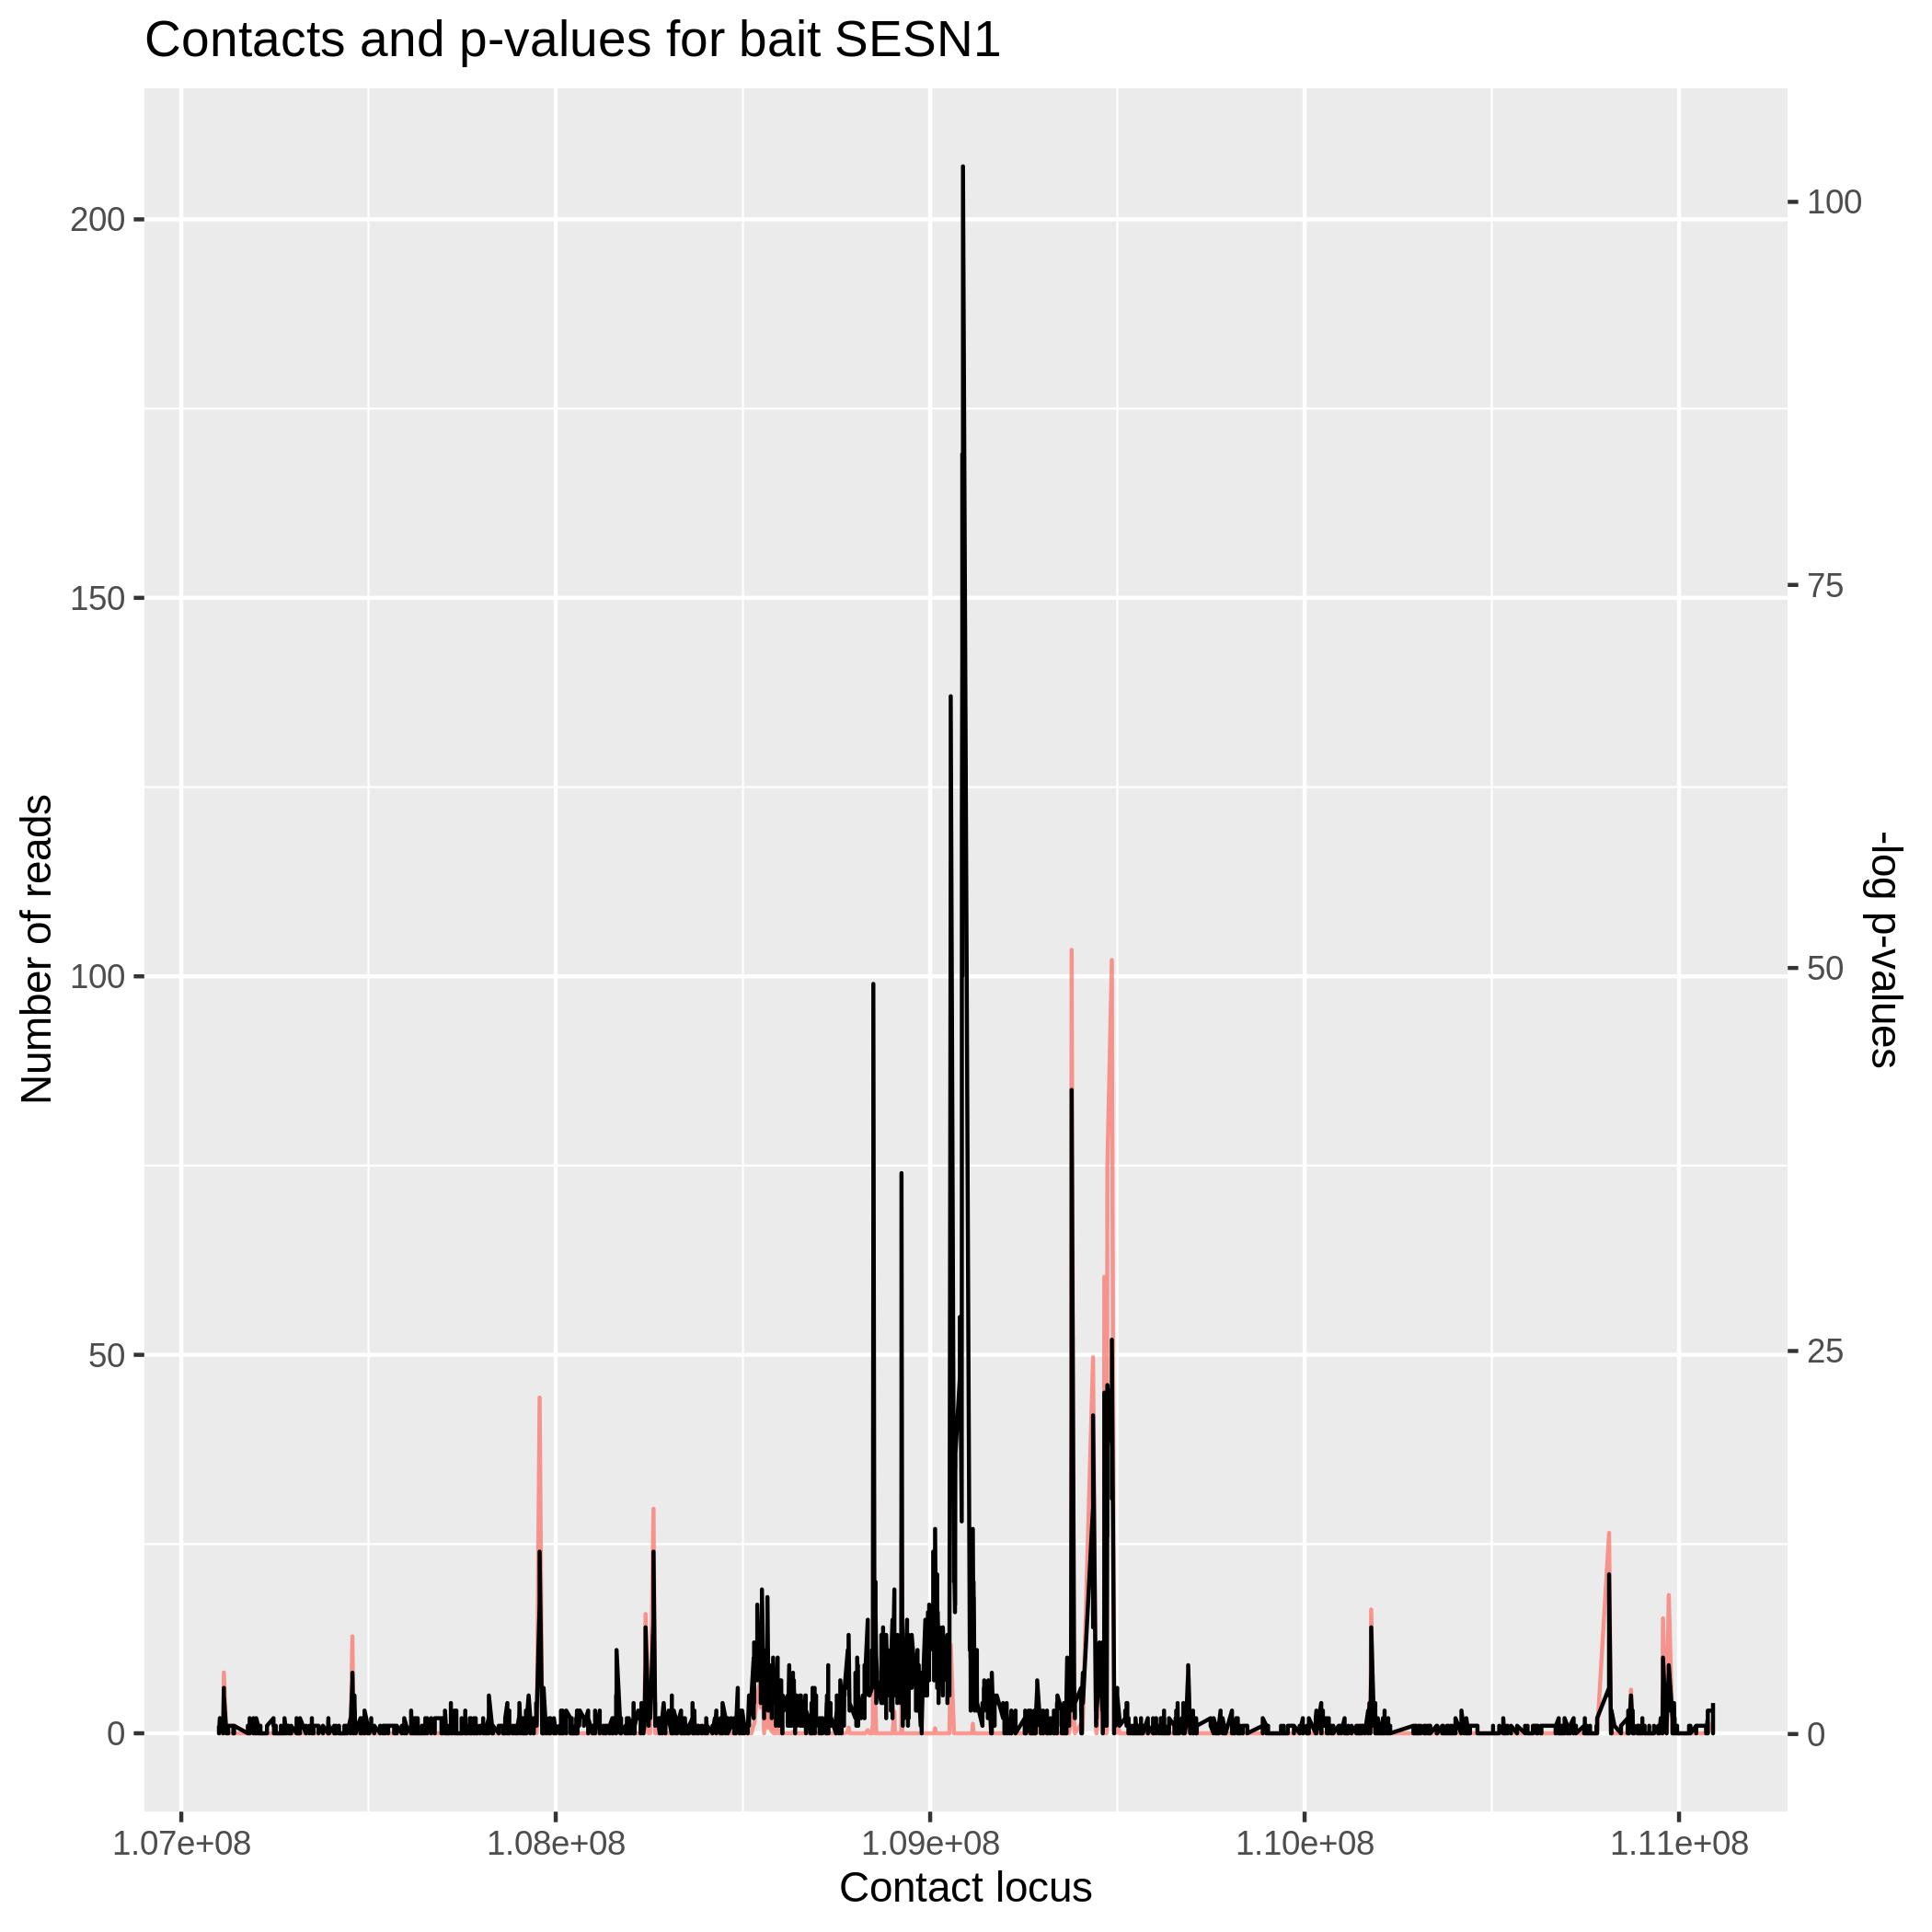 Contacts and p-values for bait SESN1
200
150
100
50
0
100
75
50
25
0
Number of reads
-log p-values
1.07e+08
1.08e+08
1.09e+08
1.10e+08
1.11e+08
Contact locus